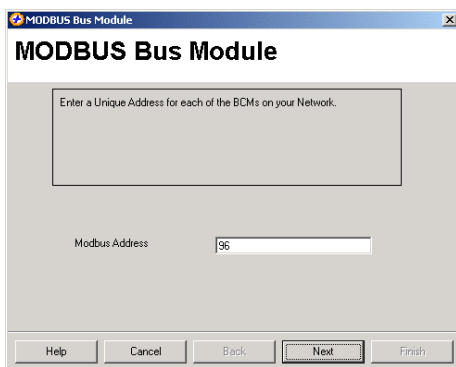 MODBUS Bus Module
MODBUS Bus Module
Enter a Unique Address for each of the BCMs on your Network.
Modbus Address 96
Help Cancel Back Next Finish